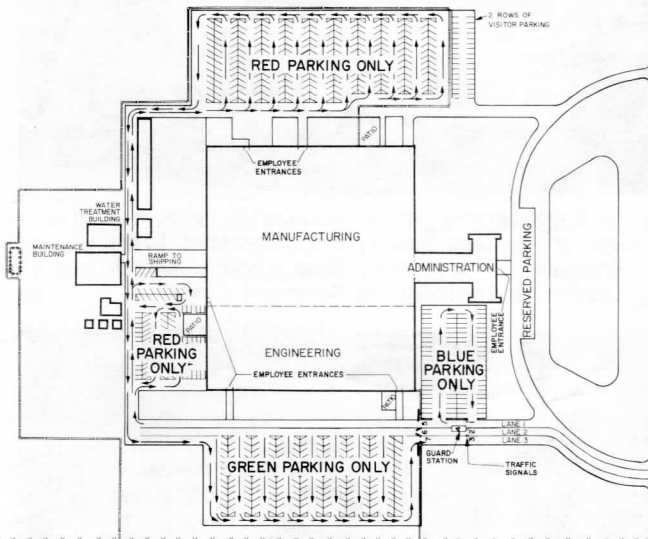 2 ROWS OF
VISITOR PARKING
RED PARKING ONLY
PATIO
EMPLOYEE
ENTRANCES
WATER
TREATMENT
BUILDING
MAINTENANCE
BUILDING
MANUFACTURING
RAMP TO
SHIPPING
ADMINISTRATION
RESERVED PARKING
EMPLOYEE
ENTRANCE
PATIO
RED
PARKING
ONLY
ENGINEERING
BLUE
PARKING
ONLY
EMPLOYEE ENTRANCES
PATIO
LANE 1
LANE 2
LANE 3
GUARD
STATION
TRAFFIC
SIGNALS
GREEN PARKING ONLY